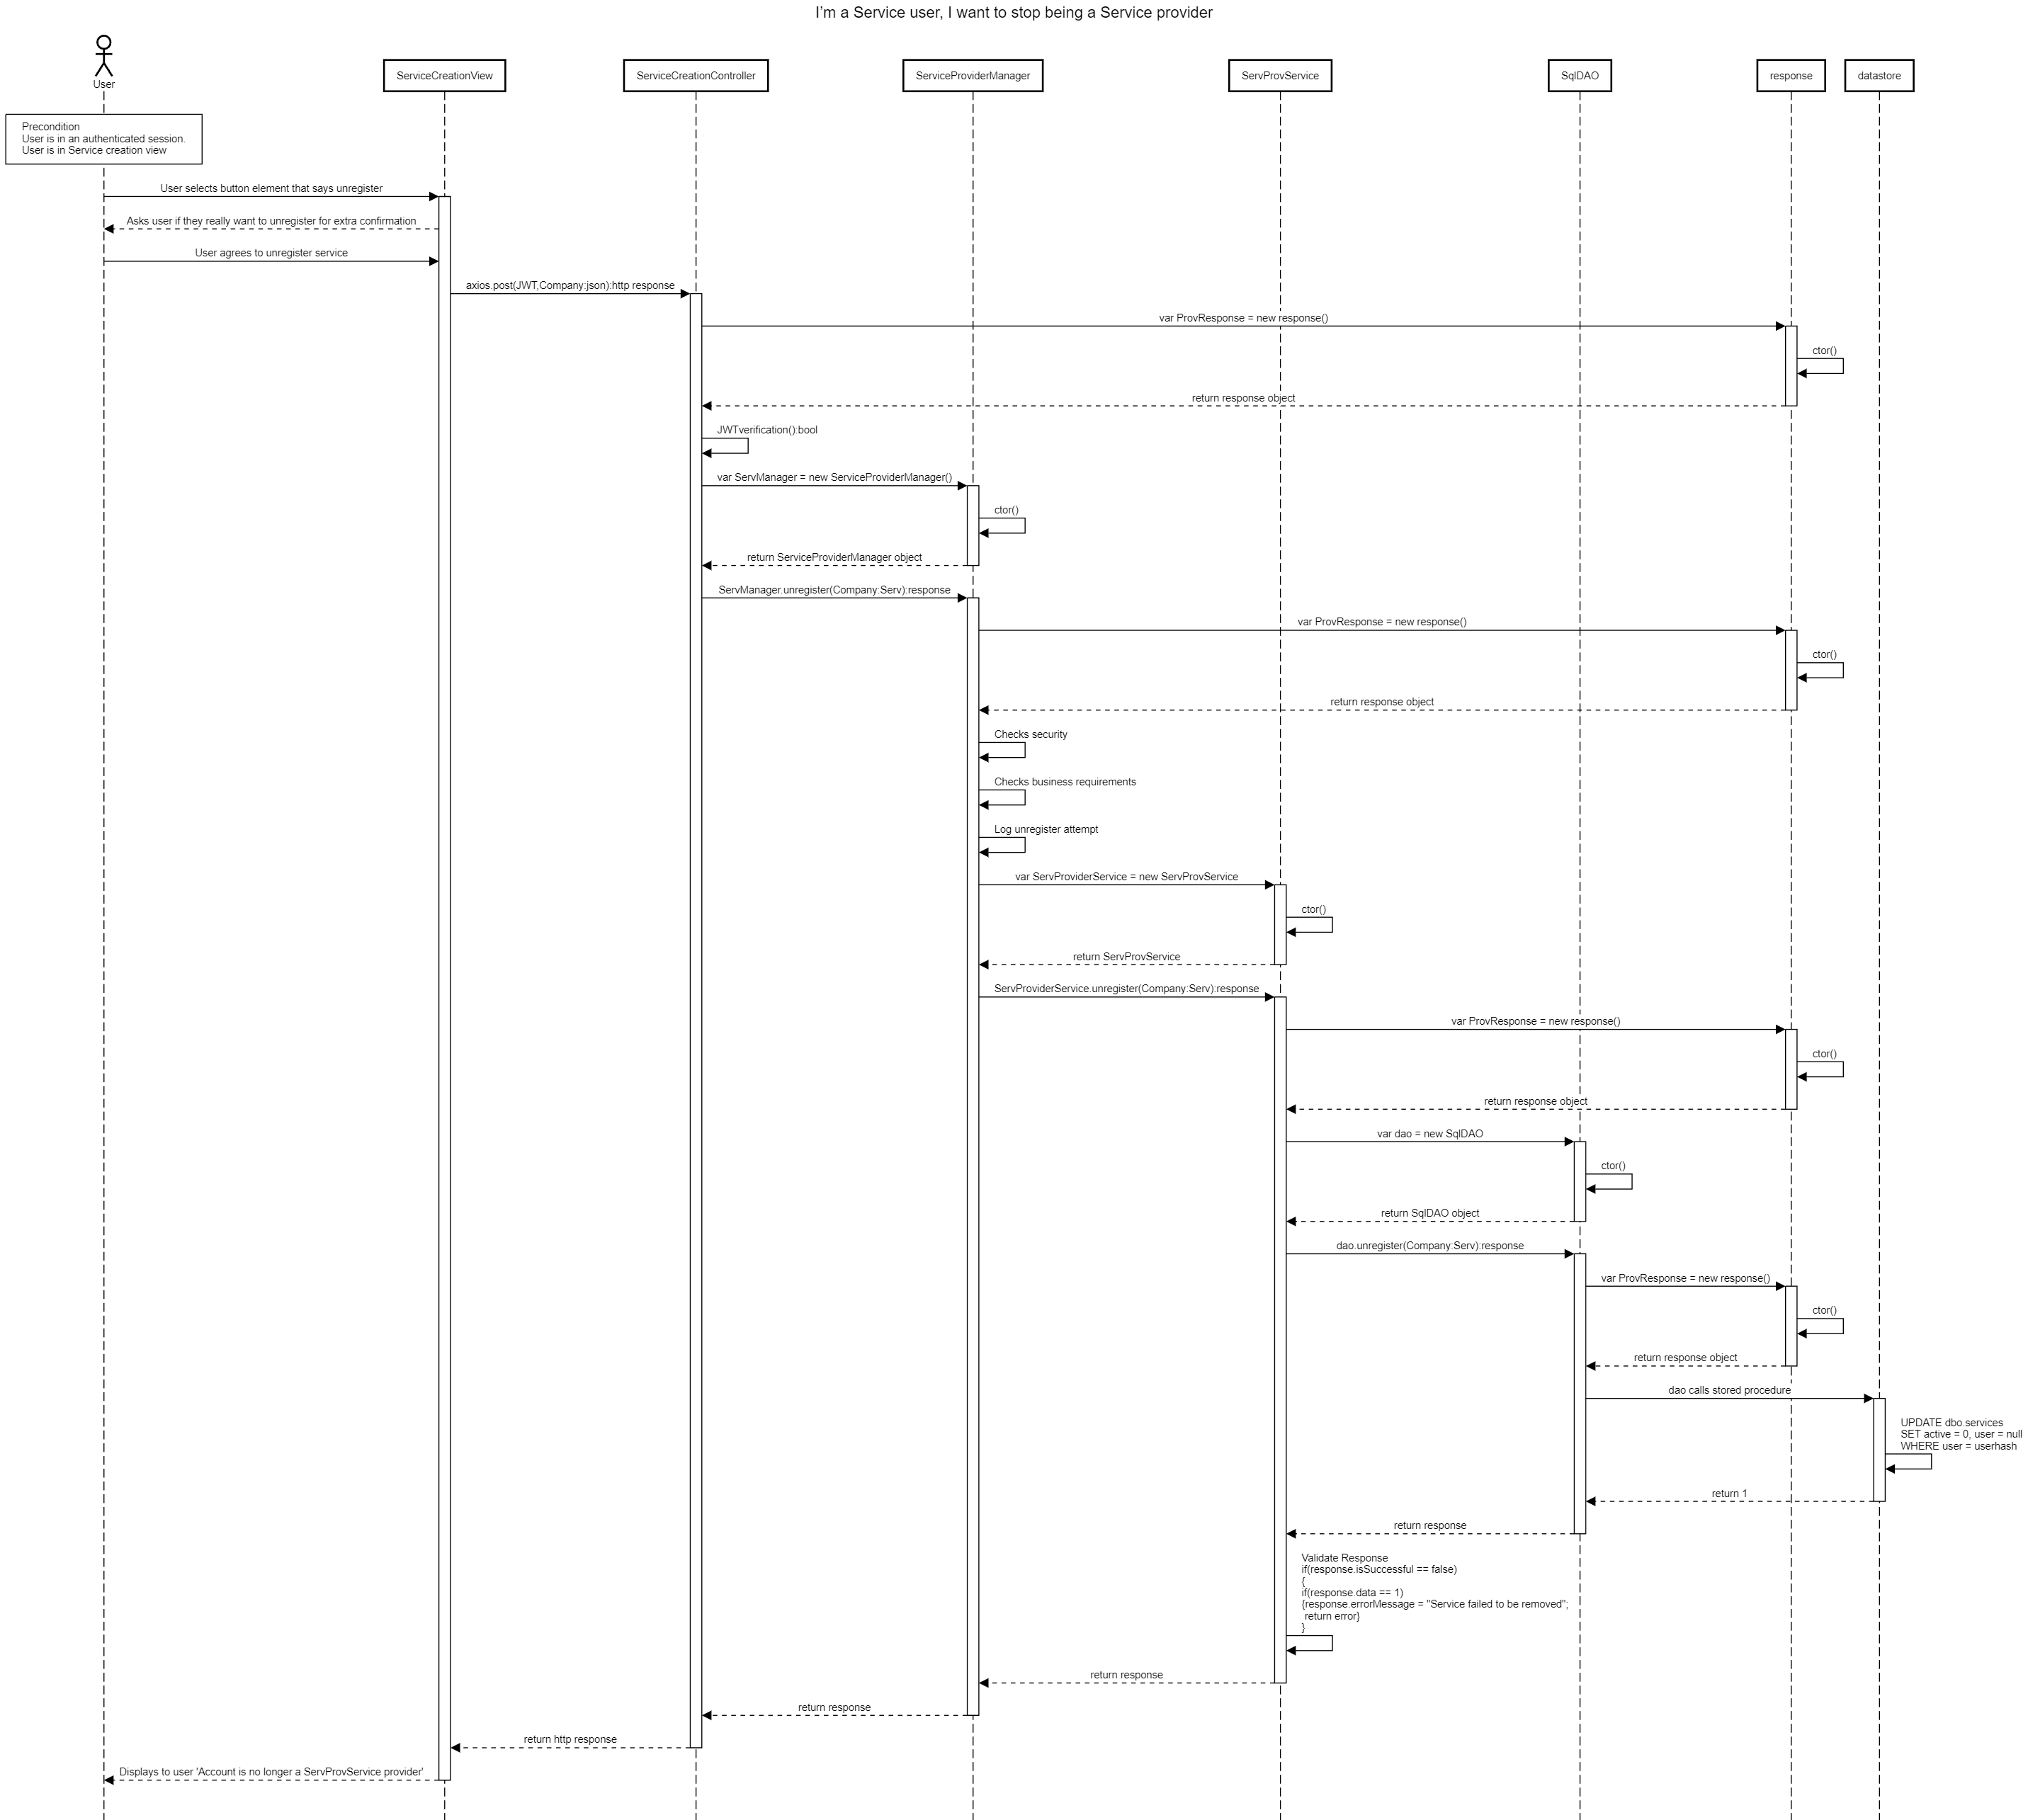 I'm a Service user, I want to stop being a Service provider
User
ServiceCreationView
ServiceCreationController
ServiceProviderManager
ServProvService
SqlDAO
response
datastore
Precondition
User is in an authenticated session.
User is in Service creation view
User selects button element that says unregister
Asks user if they really want to unregister for extra confirmation
User agrees to unregister service
axios.post(JWT,Company:json):http response
var ProvResponse = new response()
ctor()
return response object
JWTverification():bool
var ServManager = new ServiceProviderManager()
ctor()
return ServiceProviderManager object
ServManager.unregister(Company:Serv):response
var ProvResponse = new response()
ctor()
return response object
Checks security
Checks business requirements
Log unregister attempt
var ServProviderService = new ServProvService
ctor()
return ServProvService
ServProviderService.unregister(Company:Serv):response
var ProvResponse = new response()
ctor()
return response object
var dao = new SqlDAO
ctor()
return SqlDAO object
dao.unregister(Company:Serv):response
var ProvResponse = new response()
ctor()
return response object
dao calls stored procedure
UPDATE dbo.services
SET active = 0, user = null
WHERE user = userhash
return 1
return response
Validate Response
if(response.isSuccessful == false)
{
if(response.data == 1)
{response.errorMessage = "Service failed to be removed";
return error}
}
return response
return response
return http response
Displays to user 'Account is no longer a ServProvService provider'